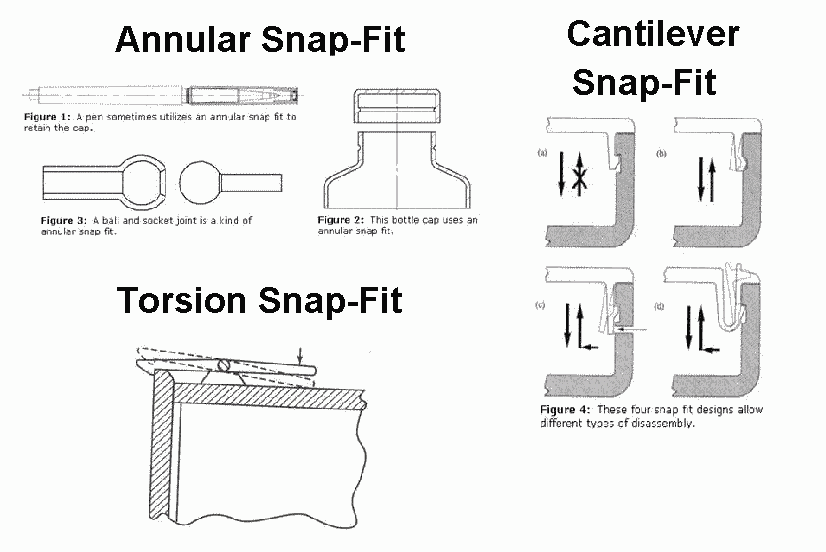 Annular Snap-Fit
Figure 1: A pen sometimes utilizes an annular snap fit to
retain the cap.
Figure 3: A ball and socket joint is a kind of
annular snap fit.
Figure 2: This bottle cap uses an
annular snap fit.
Cantilever
Snap-Fit
(a)
(b)
(c)
(d)
Figure 4: These four snap fit designs allow
different types of disassembly.
Torsion Snap-Fit